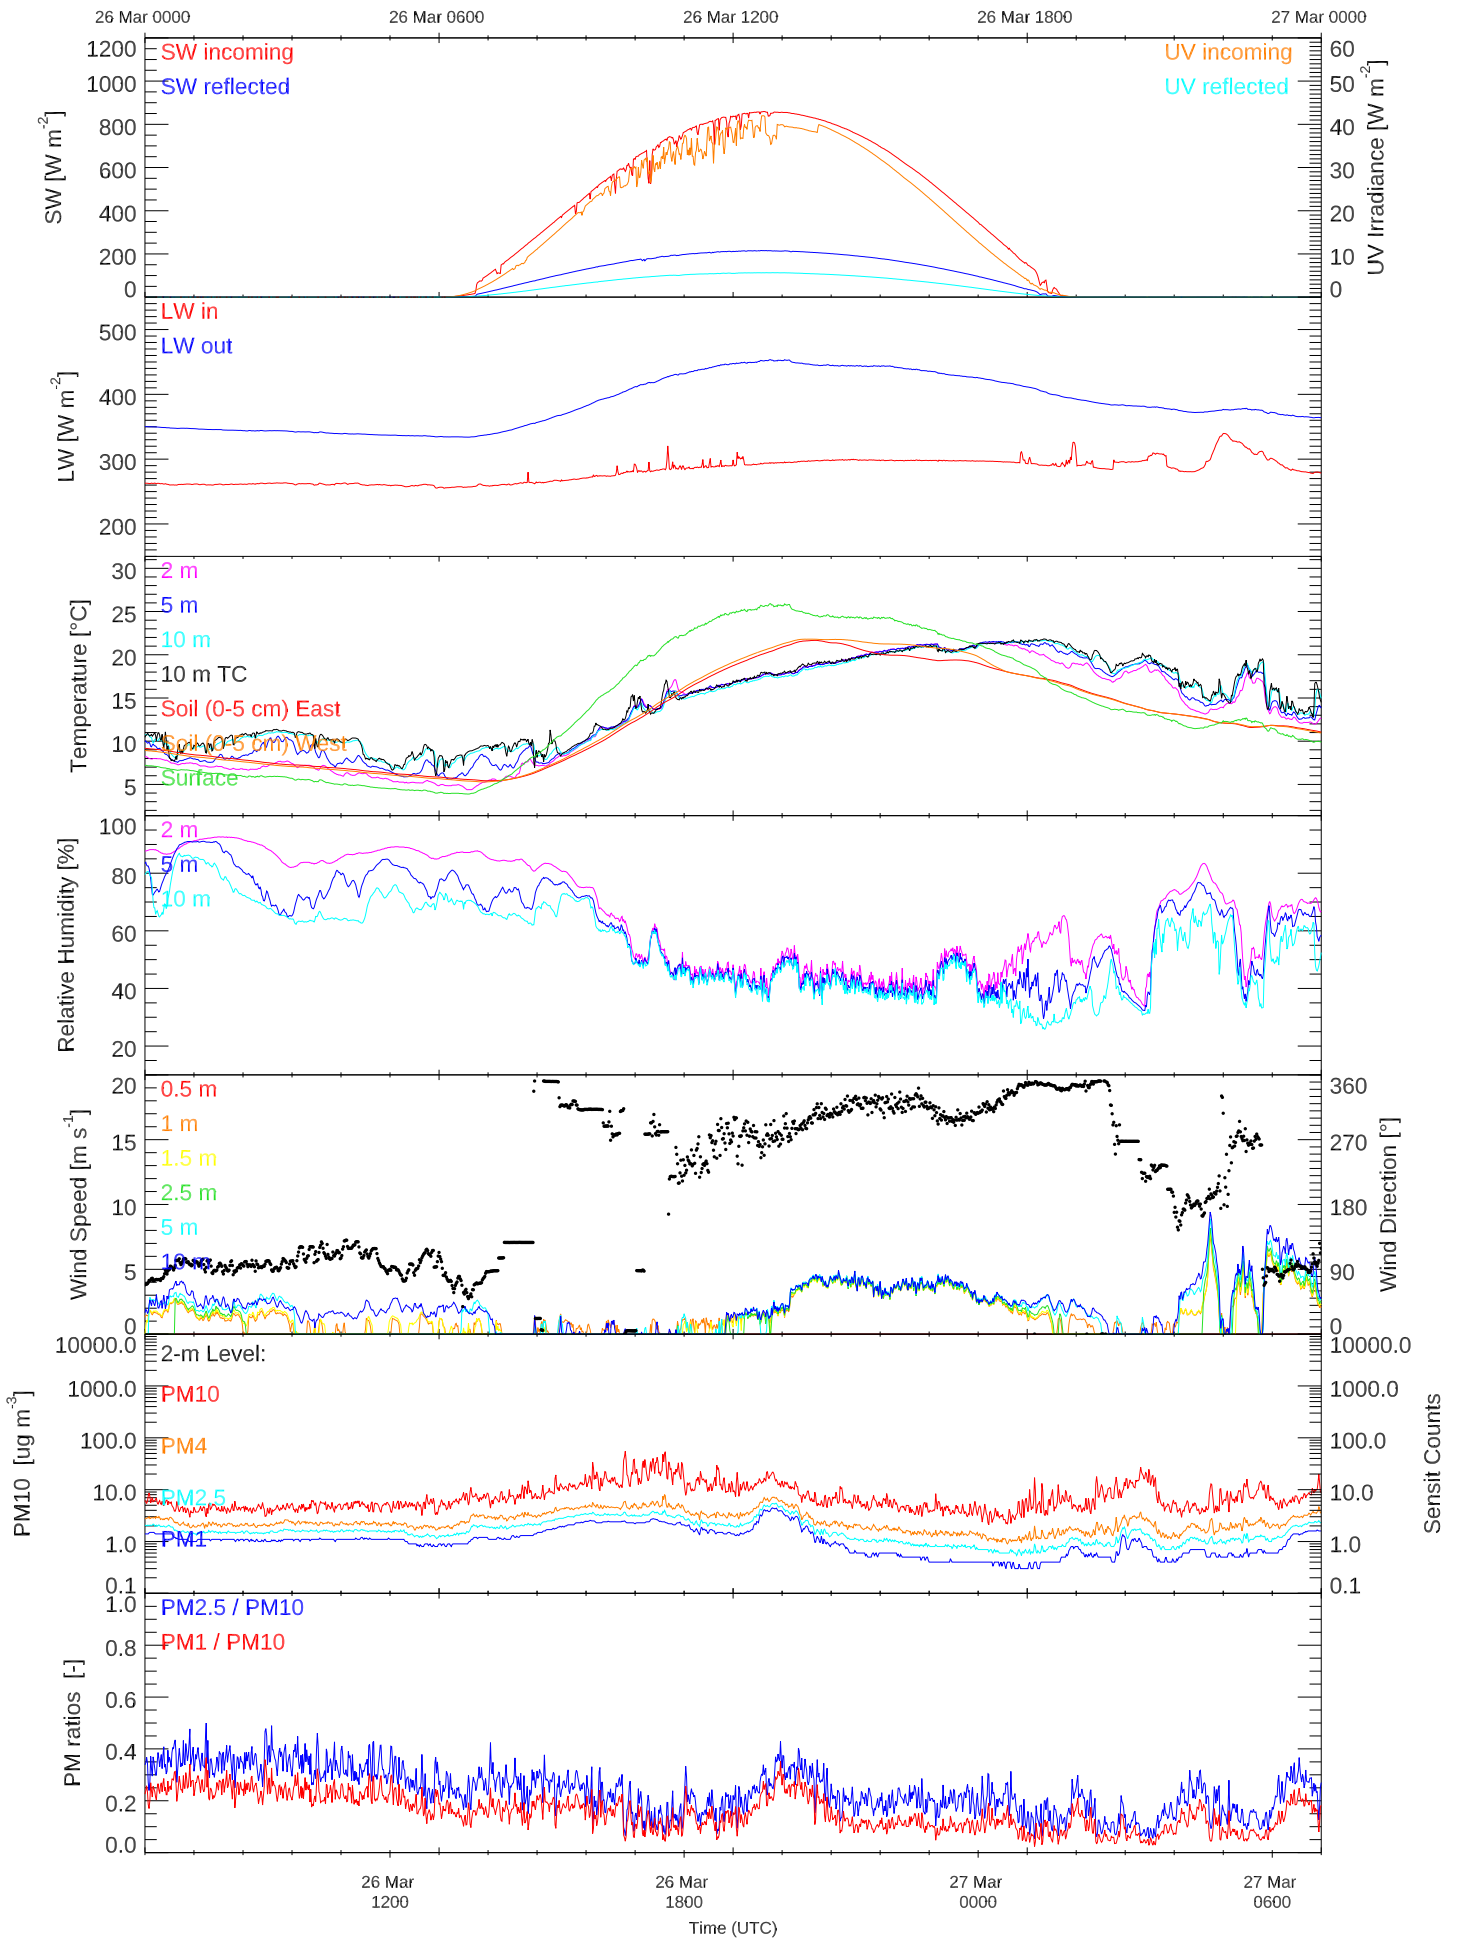 26 Mar 0000 26 Mar 0600 26 Mar 1200 26 Mar 1800 27 Mar 0000
SW [W m-2]
1200
1000
800
600
400
200
0
SW incoming
SW reflected
UV incoming
UV reflected
60
50
40
30
20
10
0
UV Irradiance [W m-2]
LW [W m-2]
500
400
300
200
LW in
LW out
Temperature [°C]
30
25
20
15
10
5
2 m
5 m
10 m
10 m TC
Soil (0-5 cm) East
Soil (0-5 cm) West
Surface
Relative Humidity [%]
100
80
60
40
20
2 m
5 m
10 m
Wind Speed [m s-1]
20
15
10
5
0
0.5 m
1 m
1.5 m
2.5 m
5 m
10 m
360
270
180
90
0
Wind Direction [°]
PM10 [ug m-3]
10000.0
1000.0
100.0
10.0
1.0
0.1
2-m Level:
PM10
PM4
PM2.5
PM1
10000.0
1000.0
100.0
10.0
1.0
0.1
Sensit Counts
PM ratios [-]
1.0
0.8
0.6
0.4
0.2
0.0
PM2.5 / PM10
PM1 / PM10
26 Mar 26 Mar 27 Mar 27 Mar
1200 1800 0000 0600
Time (UTC)